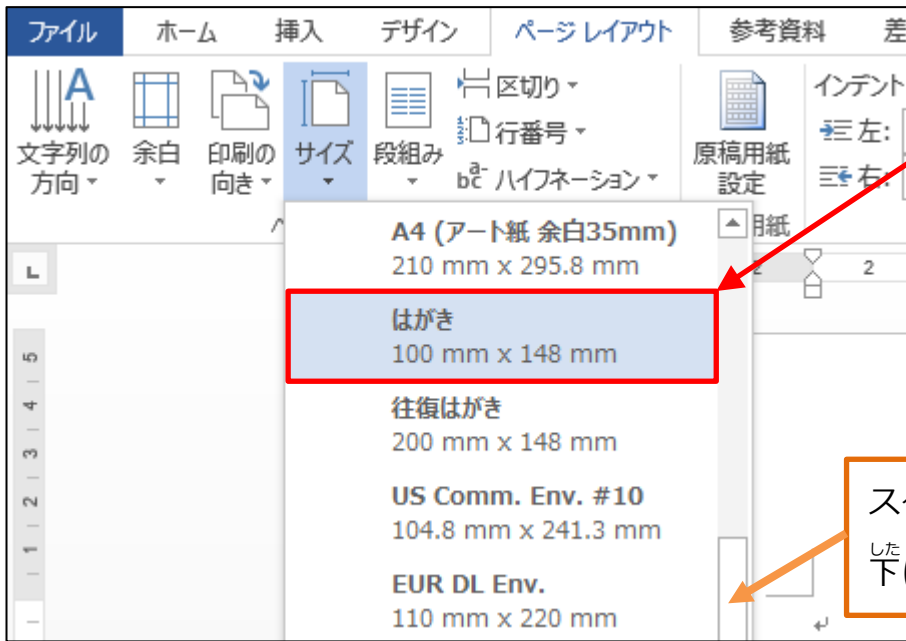 ファイル ホーム 挿入 デザイン ページ レイアウト 参考資料 差
文字列の方向 余白 印刷の向き サイズ 段組み
区切り
行番号
ハイフネーション
原稿用紙設定
インデント
左:
右:
用紙
A4 (アート紙 余白35mm)
210 mm x 295.8 mm
はがき
100 mm x 148 mm
往復はがき
200 mm x 148 mm
US Comm. Env. #10
104.8 mm x 241.3 mm
EUR DL Env.
110 mm x 220 mm
2 2
5
4
3
2
1
1
した
下